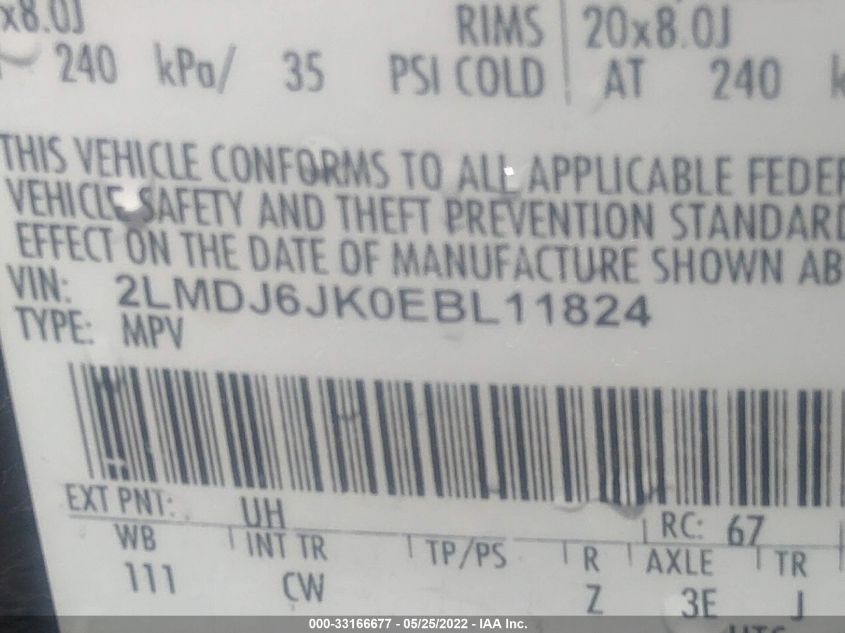 x8.0J RIMS 20x8.0J
240 kPa/ 35 PSI COLD AT 240
THIS VEHICLE CONFORMS TO ALL APPLICABLE FEDER
VEHICLE SAFETY AND THEFT PREVENTION STANDARD
EFFECT ON THE DATE OF MANUFACTURE SHOWN AB
VIN: 2LMDJ6JK0EBL11824
TYPE: MPV
EXT PNT: UH RC: 67
WB INT TR TP/PS R AXLE TR
111 CW Z 3E J
000-33166677 - 05/25/2022 - IAA Inc.